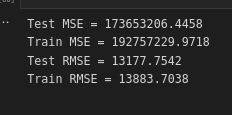 Test MSE = 173653206.4458
Train MSE = 192757229.9718
Test RMSE = 13177.7542
Train RMSE = 13883.7038